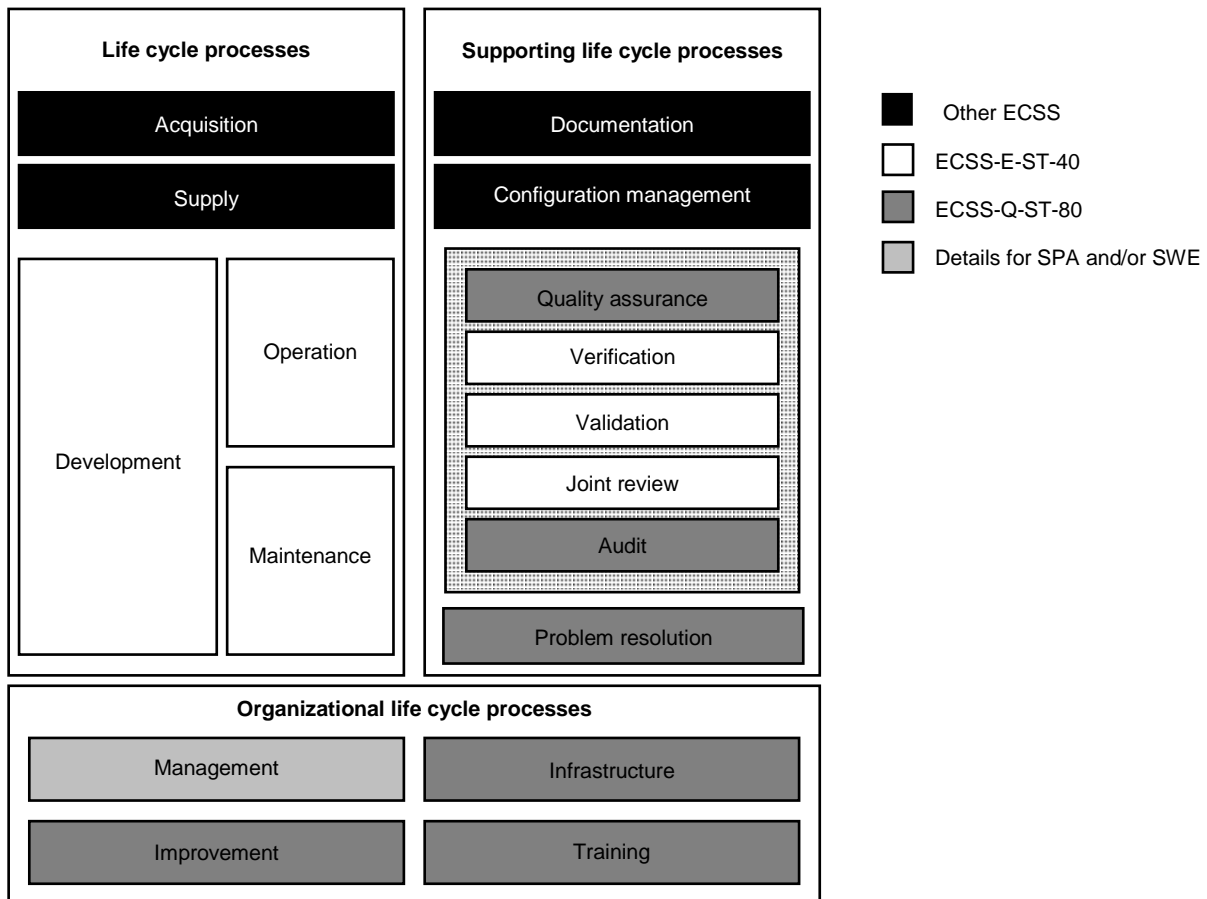 Life cycle processes
Acquisition
Supply
Development
Operation
Maintenance
Supporting life cycle processes
Documentation
Configuration management
Quality assurance
Verification
Validation
Joint review
Audit
Problem resolution
Organizational life cycle processes
Management
Infrastructure
Improvement
Training
Other ECSS
ECSS-E-ST-40
ECSS-Q-ST-80
Details for SPA and/or SWE